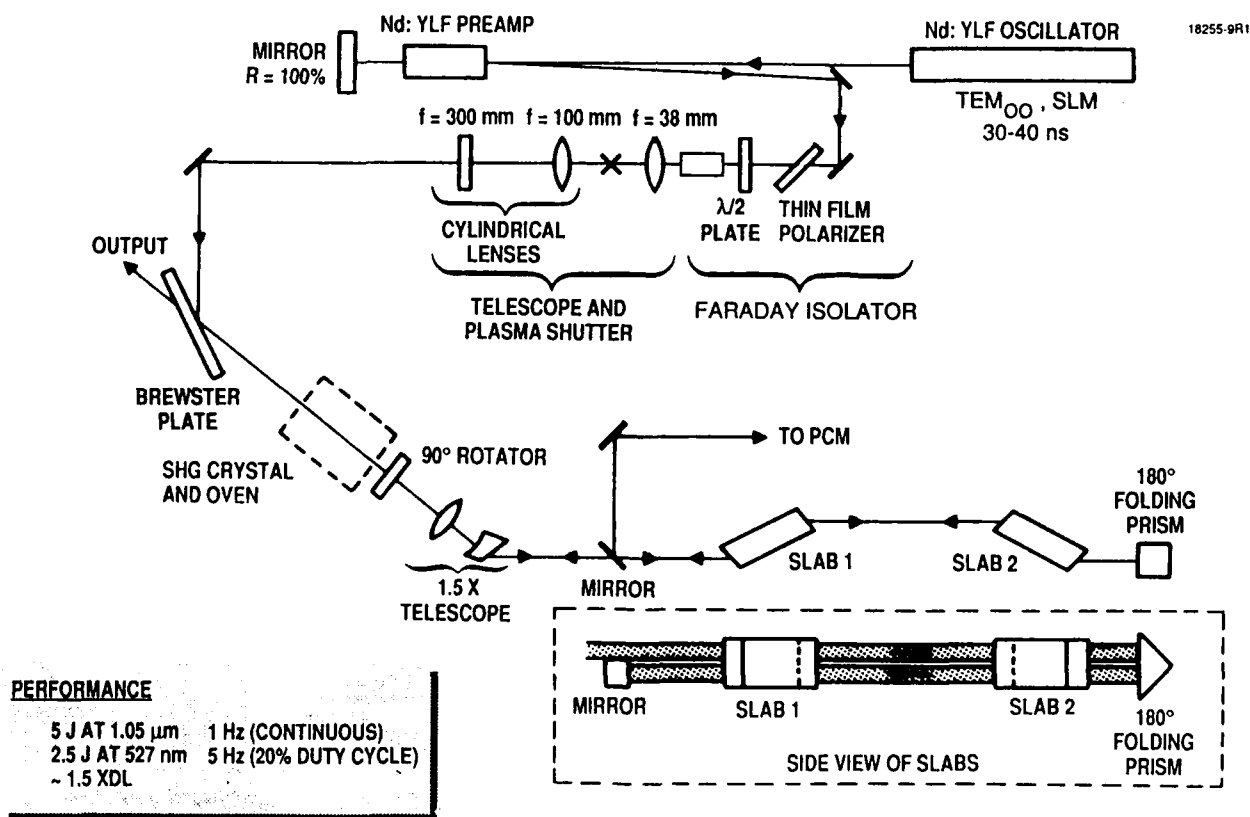 18255-9R1
Nd: YLF PREAMP
Nd: YLF OSCILLATOR
MIRROR
R = 100%
TEM₀₀, SLM
30-40 ns
f = 300 mm f = 100 mm f = 38 mm
CYLINDRICAL
LENSES
λ/2
PLATE
THIN FILM
POLARIZER
TELESCOPE AND
PLASMA SHUTTER
FARADAY ISOLATOR
OUTPUT
BREWSTER
PLATE
SHG CRYSTAL
AND OVEN
90° ROTATOR
1.5 X
TELESCOPE
TO PCM
MIRROR
SLAB 1
SLAB 2
180°
FOLDING
PRISM
MIRROR
SLAB 1
SLAB 2
180°
FOLDING
PRISM
SIDE VIEW OF SLABS
PERFORMANCE
5 J AT 1.05 μm 1 Hz (CONTINUOUS)
2.5 J AT 527 nm 5 Hz (20% DUTY CYCLE)
~ 1.5 XDL